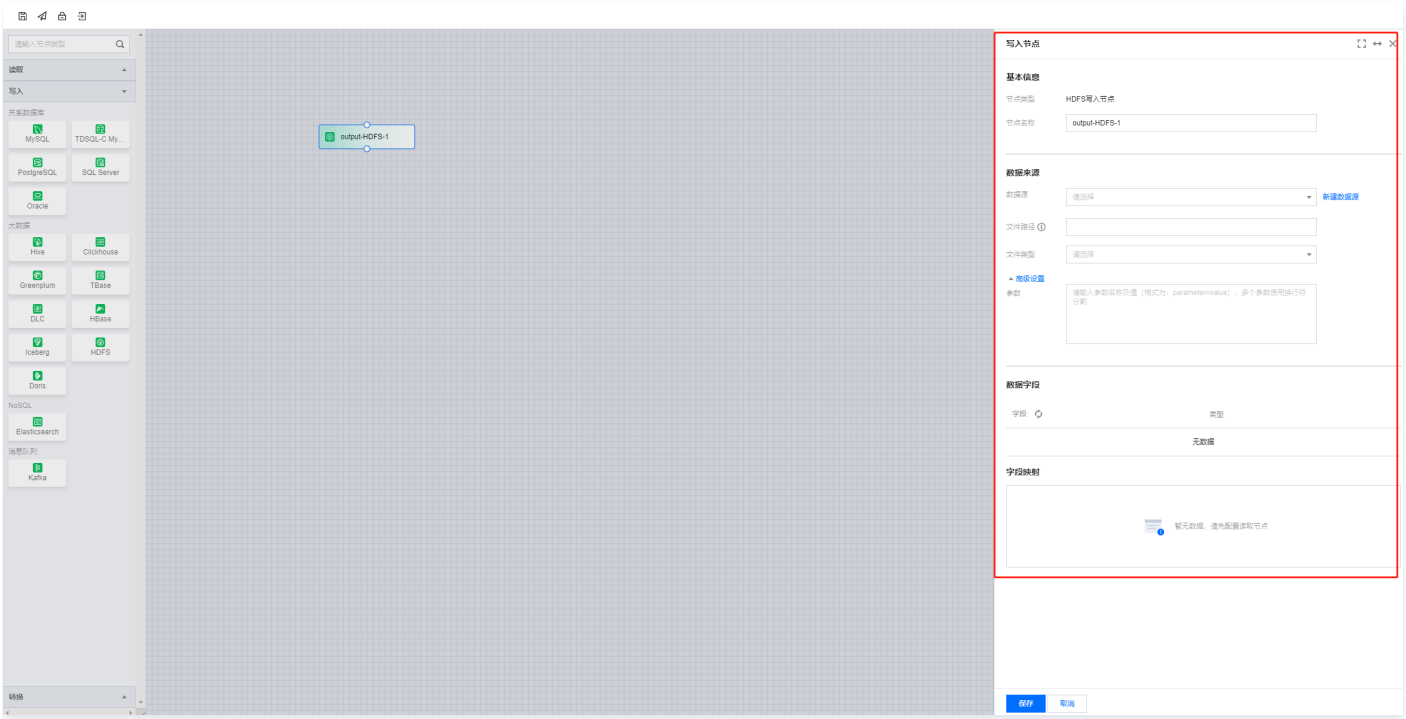 请输入节点类型
读取
写入
关系数据库
MySQL
TDSQL-C My...
PostgreSQL
SQL Server
Oracle
大数据
Hive
Clickhouse
Greenplum
TBase
DLC
HBase
Iceberg
HDFS
Doris
NoSQL
Elasticsearch
消息队列
Kafka
转换
output-HDFS-1
写入节点
基本信息
节点类型 HDFS写入节点
节点名称 output-HDFS-1
数据来源
数据源 请选择 新建数据源
文件路径
文件类型 请选择
高级设置
参数 请输入参数名称及值（格式为：parameter=value），多个参数使用换行符
分割
数据字段
字段 类型
无数据
字段映射
暂无数据，请先配置读取节点
保存 取消